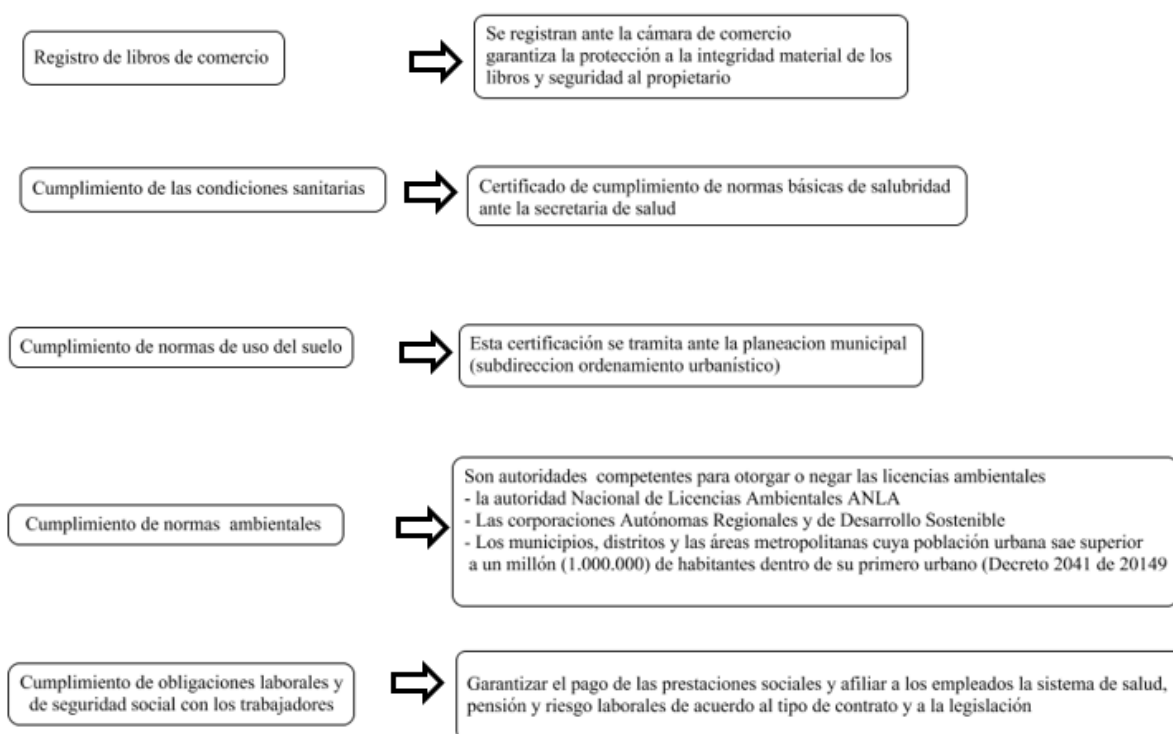 Registro de libros de comercio
Se registran ante la cámara de comercio
garantiza la protección a la integridad material de los
libros y seguridad al propietario
Cumplimiento de las condiciones sanitarias
Certificado de cumplimiento de normas básicas de salubridad
ante la secretaria de salud
Cumplimiento de normas de uso del suelo
Esta certificación se tramita ante la planeacion municipal
(subdireccion ordenamiento urbanístico)
Cumplimiento de normas ambientales
Son autoridades competentes para otorgar o negar las licencias ambientales
- la autoridad Nacional de Licencias Ambientales ANLA
- Las corporaciones Autónomas Regionales y de Desarrollo Sostenible
- Los municipios, distritos y las áreas metropolitanas cuya población urbana sae superior
a un millón (1.000.000) de habitantes dentro de su primero urbano (Decreto 2041 de 20149
Cumplimiento de obligaciones laborales y
de seguridad social con los trabajadores
Garantizar el pago de las prestaciones sociales y afiliar a los empleados la sistema de salud,
pensión y riesgo laborales de acuerdo al tipo de contrato y a la legislación